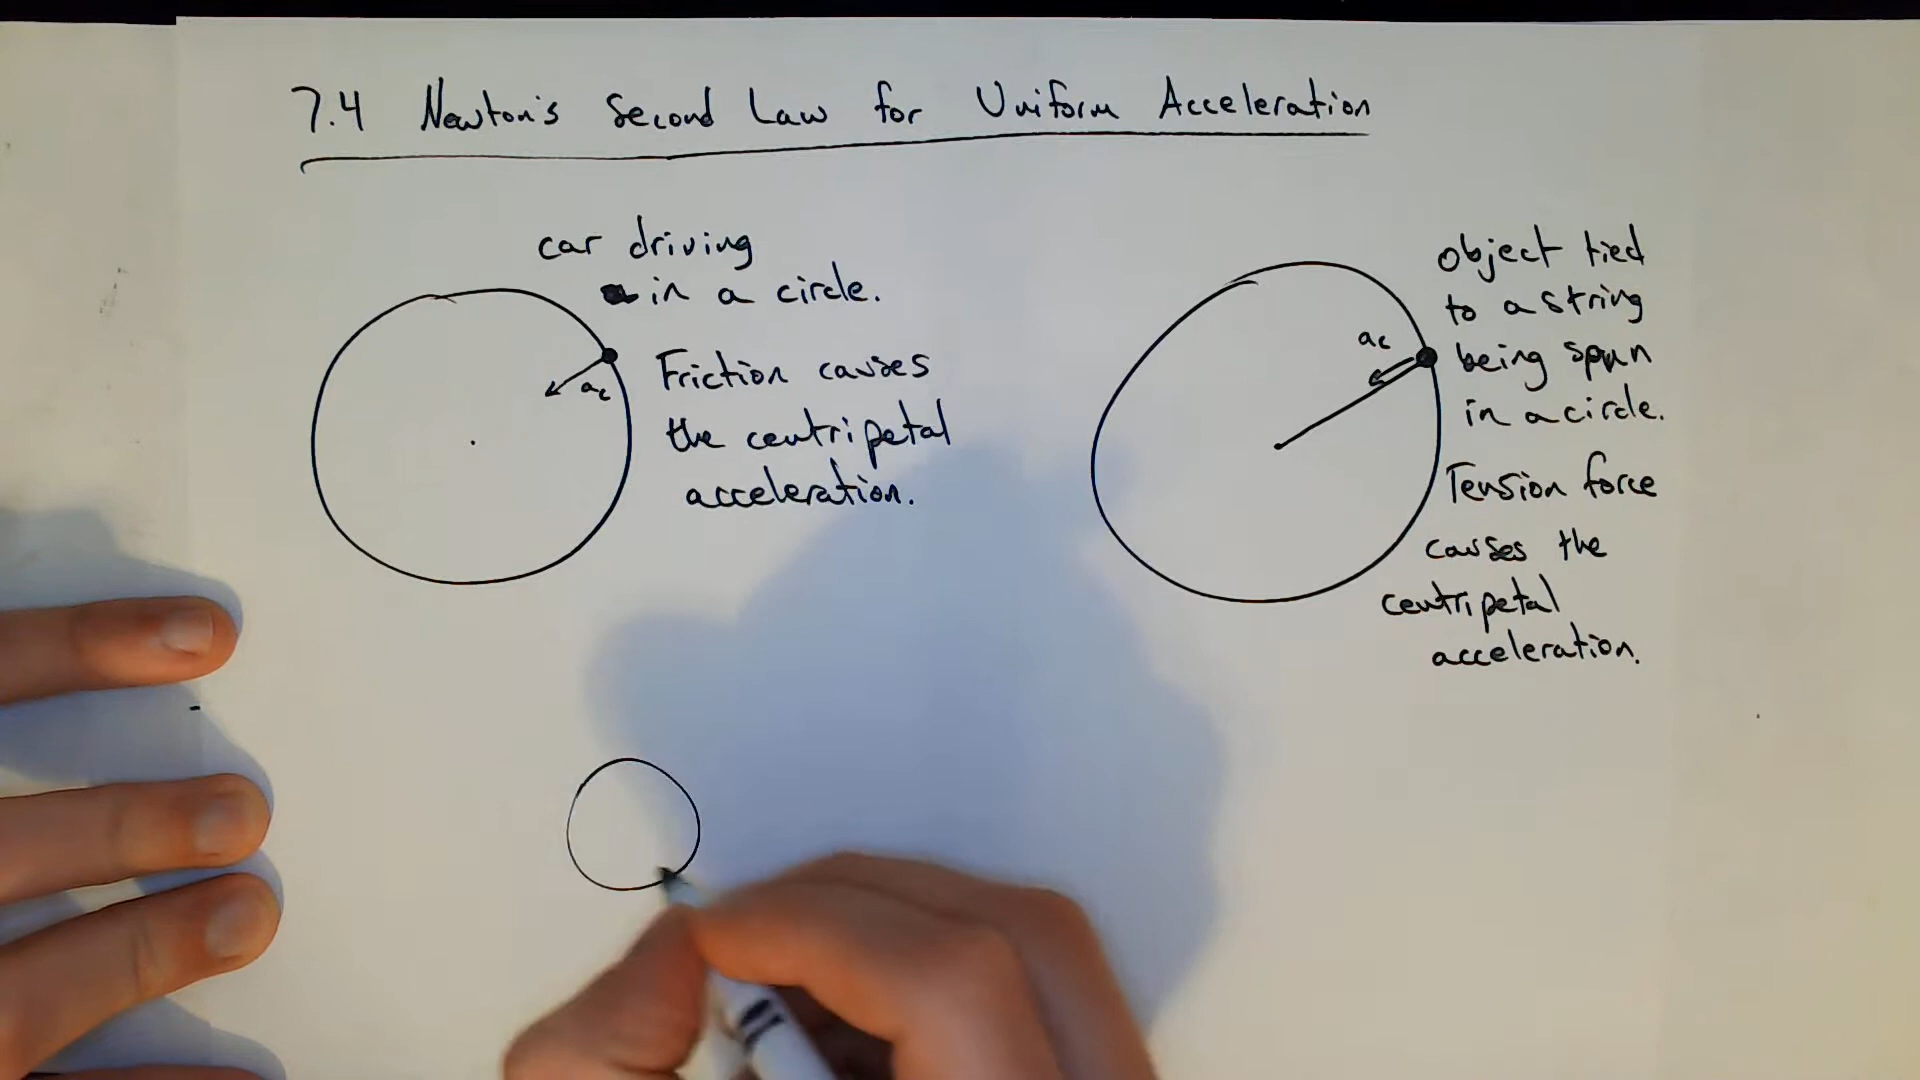 7.4 Newton's Second Law for Uniform Acceleration
car driving
in a circle.
Friction causes
the centripetal
acceleration.
ac
object tied
to a string
being spun
in a circle.
Tension force
causes the
centripetal
acceleration.
ac